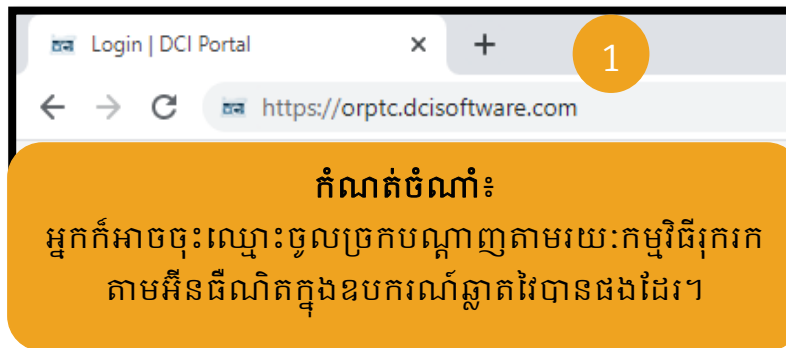 Login | DCI Portal
1
https://orptc.dcisoftware.com
កំណត់ចំណាំ៖
អ្នកក៏អាចចុះឈ្មោះចូលច្រកបណ្ដាញតាមរយៈកម្មវិធីរុករក
តាមអ៊ីនធឺណិតក្នុងឧបករណ៍ឆ្លាតវៃបានផងដែរ។